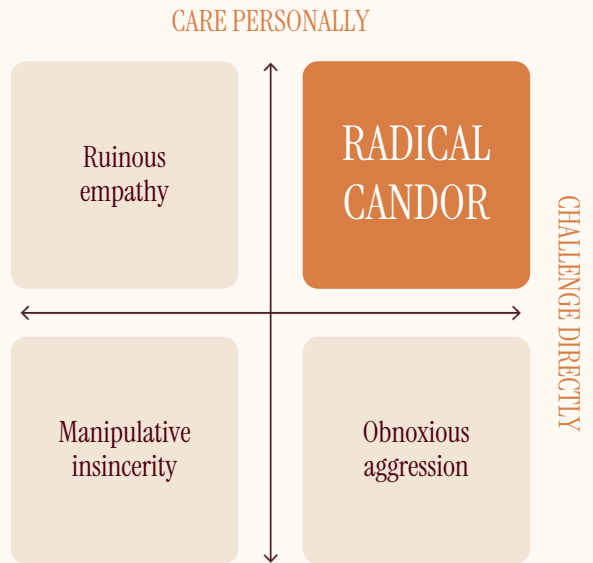 CARE PERSONALLY
Ruinous
empathy
RADICAL
CANDOR
CHALLENGE DIRECTLY
Manipulative
insincerity
Obnoxious
aggression